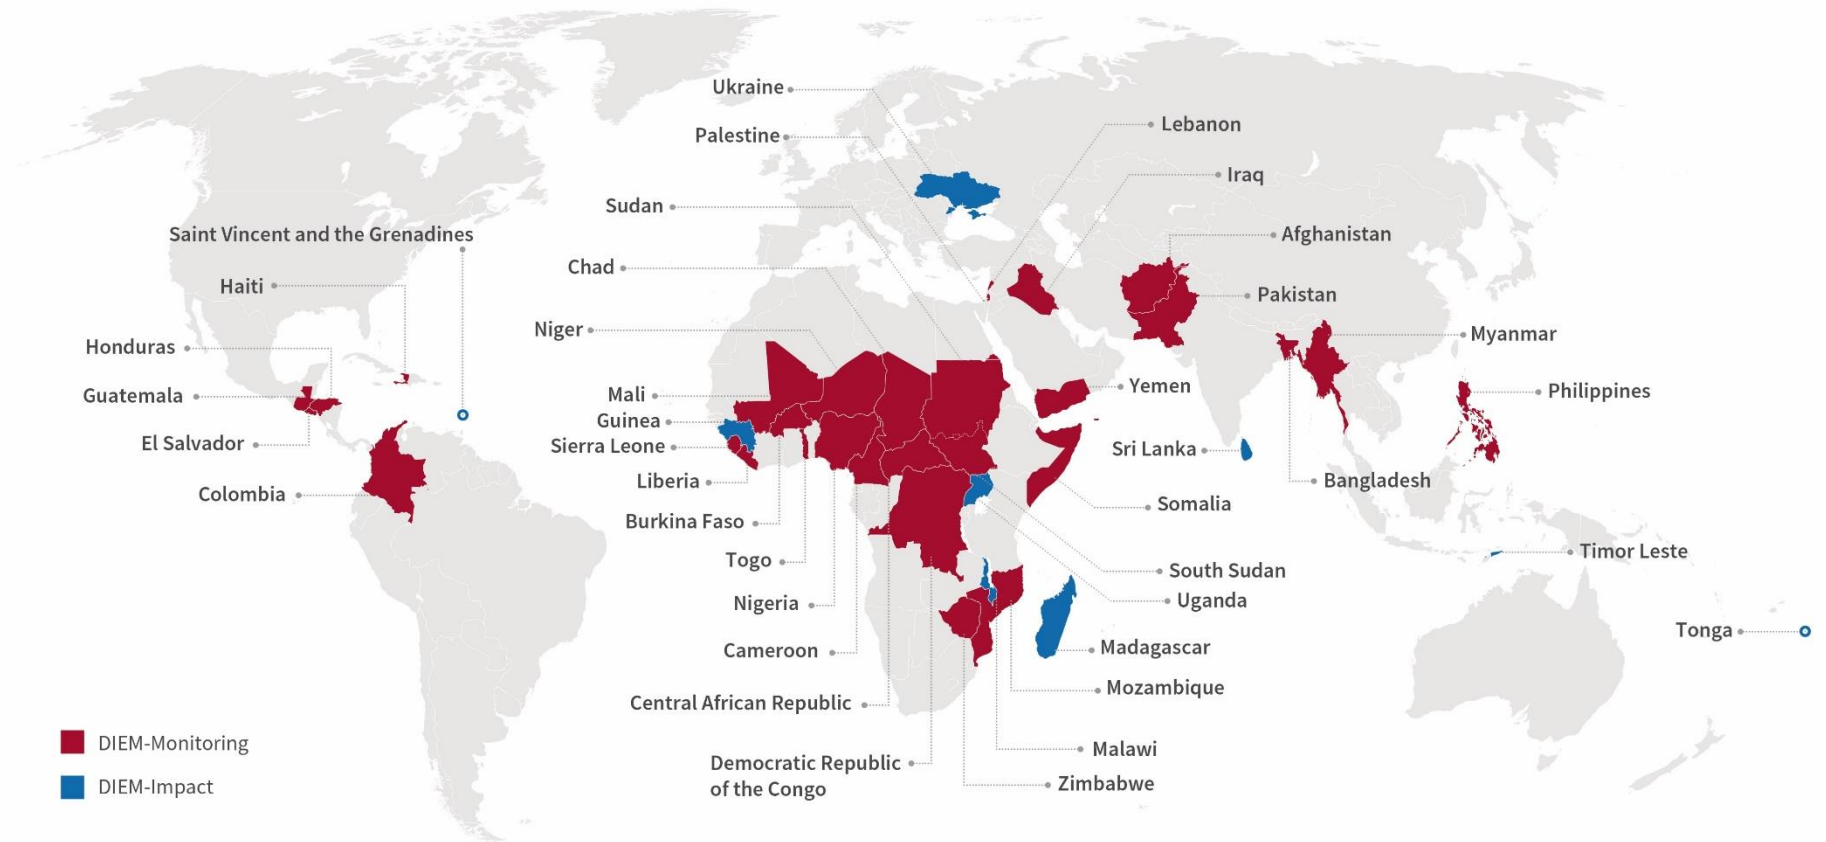 Ukraine
Palestine
Lebanon
Iraq
Sudan
Saint Vincent and the Grenadines
Afghanistan
Chad
Haiti
Pakistan
Niger
Myanmar
Honduras
Yemen
Philippines
Guatemala
Mali
Guinea
El Salvador
Sierra Leone
Sri Lanka
Liberia
Bangladesh
Colombia
Somalia
Burkina Faso
Timor Leste
Togo
South Sudan
Uganda
Nigeria
Tonga
Cameroon
Madagascar
Mozambique
Central African Republic
DIEM-Monitoring
Malawi
Democratic Republic
of the Congo
Zimbabwe
DIEM-Impact